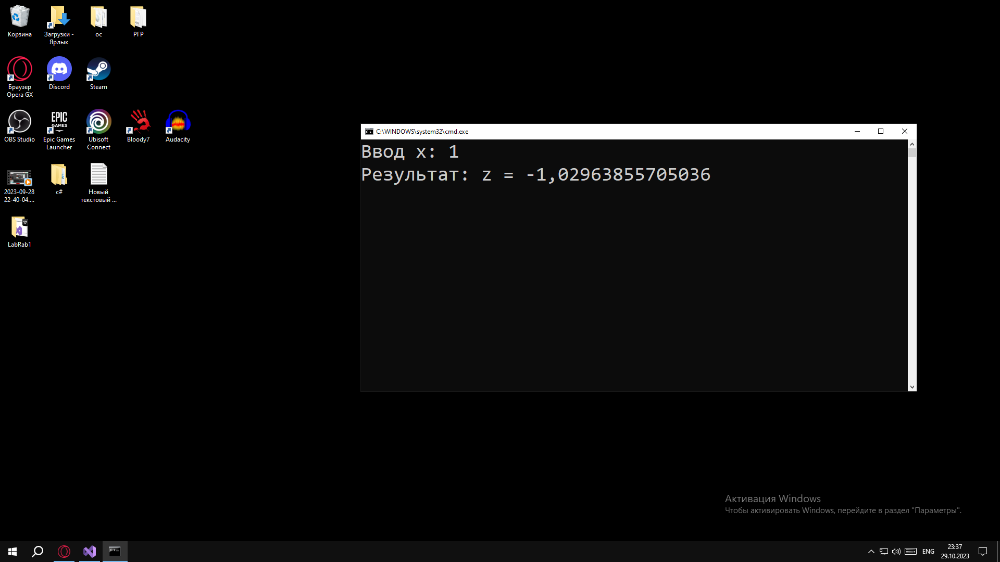 Корзина
Загрузки -
Ярлык
ос
РГР
Браузер
Opera GX
Discord
Steam
OBS Studio
EPIC
GAMES
Epic Games
Launcher
Ubisoft
Connect
Bloody7
Audacity
2023-09-28
22-40-04....
c#
Новый
текстовый ...
17
LabRab1
C:\WINDOWS\system32\cmd.exe
Ввод x: 1
Результат: z = -1,02963855705036
Активация Windows
Чтобы активировать Windows, перейдите в раздел "Параметры".
ENG
23:37
29.10.2023